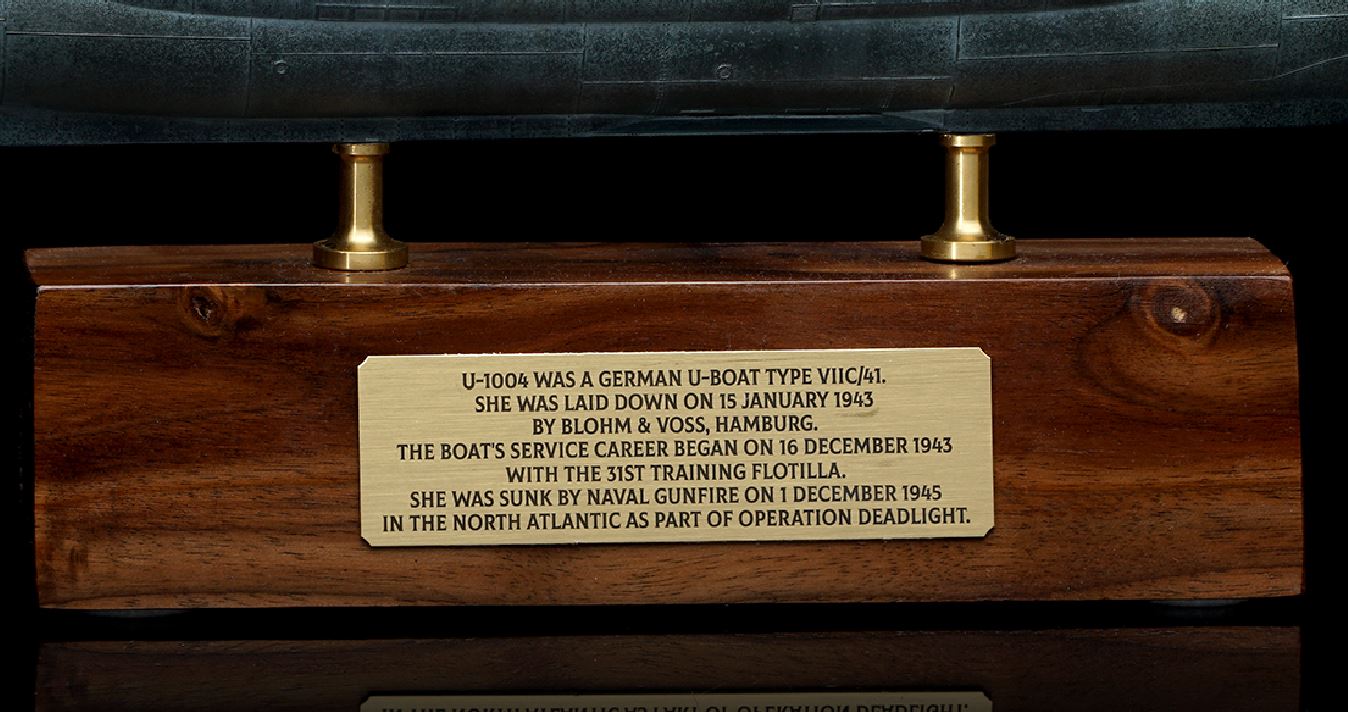 U-1004 WAS A GERMAN U-BOAT TYPE VIIC/41.
SHE WAS LAID DOWN ON 15 JANUARY 1943
BY BLOHM & VOSS, HAMBURG.
THE BOAT'S SERVICE CAREER BEGAN ON 16 DECEMBER 1943
WITH THE 31ST TRAINING FLOTILLA.
SHE WAS SUNK BY NAVAL GUNFIRE ON 1 DECEMBER 1945
IN THE NORTH ATLANTIC AS PART OF OPERATION DEADLIGHT.